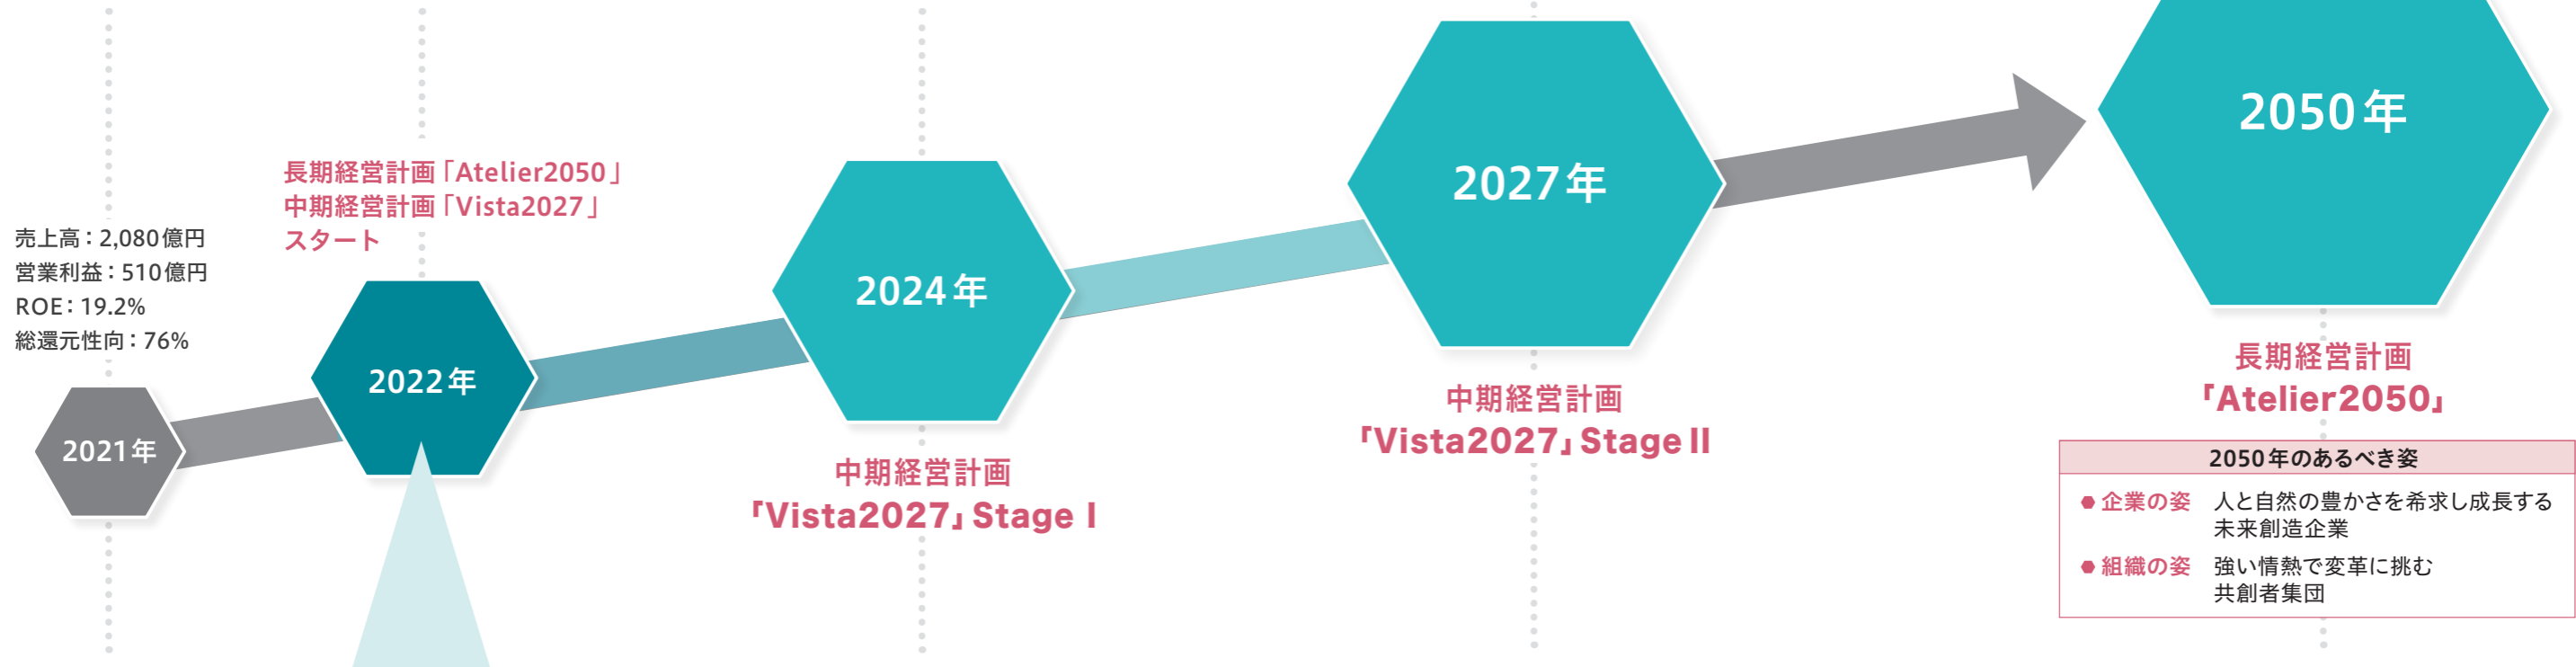 売上高：2,080億円
営業利益：510億円
ROE：19.2%
総還元性向：76%
2021年
長期経営計画「Atelier2050」
中期経営計画「Vista2027」
スタート
2022年
2024年
中期経営計画
『Vista2027』Stage I
2027年
中期経営計画
『Vista2027』Stage II
2050年
長期経営計画
『Atelier2050』
2050年のあるべき姿
企業の姿 人と自然の豊かさを希求し成長する
未来創造企業
組織の姿 強い情熱で変革に挑む
共創者集団